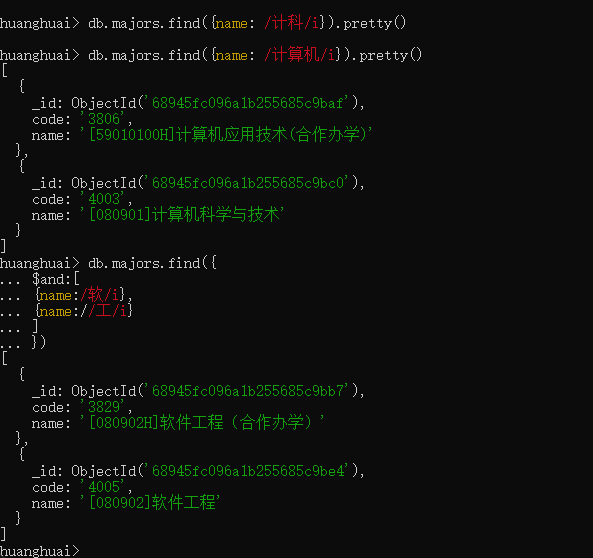 huanghuai> db.majors.find({name: /计科/i}).pretty()
huanghuai> db.majors.find({name: /计算机/i}).pretty()
[
  {
    _id: ObjectId('68945fc096a1b255685c9baf'),
    code: '3806',
    name: '[59010100H]计算机应用技术(合作办学)'
  },
  {
    _id: ObjectId('68945fc096a1b255685c9bc0'),
    code: '4003',
    name: '[080901]计算机科学与技术'
  }
]
huanghuai> db.majors.find({
... $and:[
... {name:/软/i},
... {name://工/i}
... ]
... })
[
  {
    _id: ObjectId('68945fc096a1b255685c9bb7'),
    code: '3829',
    name: '[080902H]软件工程（合作办学）'
  },
  {
    _id: ObjectId('68945fc096a1b255685c9be4'),
    code: '4005',
    name: '[080902]软件工程'
  }
]
huanghuai>